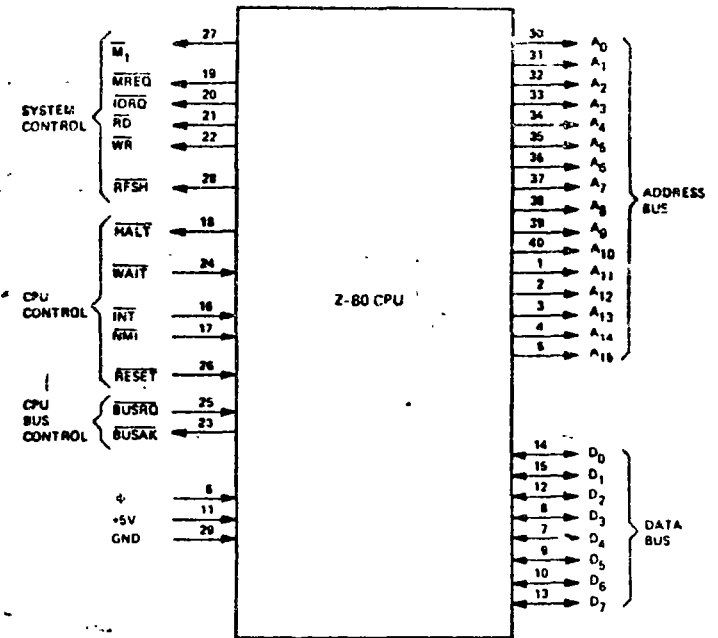 27 M1
19 MREQ
20 IORQ
21 RD
22 WR
28 RFSH
SYSTEM
CONTROL
18 HALT
24 WAIT
16 INT
17 NMI
26 RESET
CPU
CONTROL
25 BUSRQ
23 BUSAK
CPU
BUS
CONTROL
Φ 6
+5V 11
GND 29
Z-80 CPU
30 A0
31 A1
32 A2
33 A3
34 A4
35 A5
36 A6
37 A7
38 A8
39 A9
40 A10
1 A11
2 A12
3 A13
4 A14
5 A15
ADDRESS
BUS
14 D0
15 D1
12 D2
8 D3
7 D4
9 D5
10 D6
13 D7
DATA
BUS